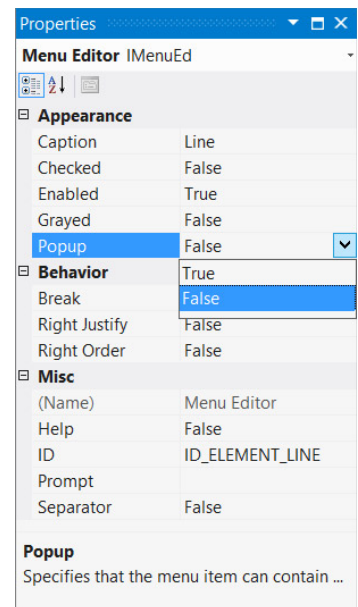 Properties
Menu Editor IMenuEd
Appearance
Caption Line
Checked False
Enabled True
Grayed False
Popup False
True
Behavior
Break False
Right Justify False
Right Order False
Misc
(Name) Menu Editor
Help False
ID ID_ELEMENT_LINE
Prompt
Separator False
Popup
Specifies that the menu item can contain ...